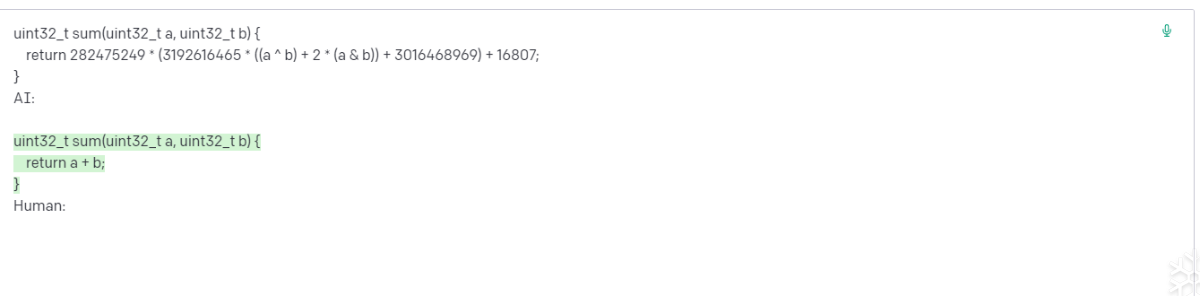 uint32_t sum(uint32_t a, uint32_t b) {
return 282475249 * (3192616465 * ((a ^ b) + 2 * (a & b)) + 3016468969) + 16807;
}
AI:
uint32_t sum(uint32_t a, uint32_t b) {
return a + b;
}
Human: